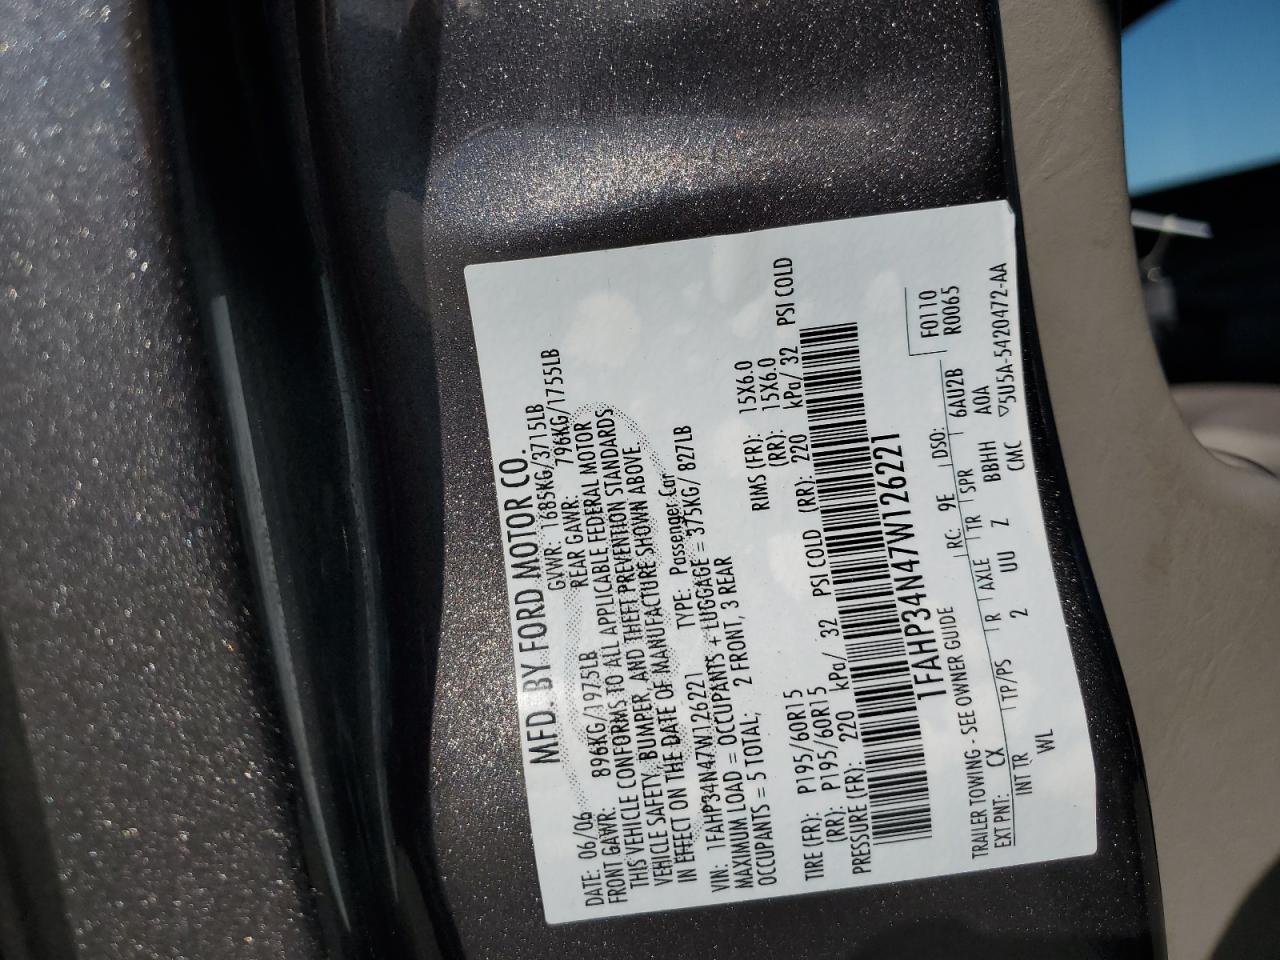 MFD. BY FORD MOTOR CO.
DATE: 06/06 GVWR: 1685KG/3715LB
FRONT GAWR: 896KG/1975LB REAR GAWR: 796KG/1755LB
THIS VEHICLE CONFORMS TO ALL APPLICABLE FEDERAL MOTOR
VEHICLE SAFETY, BUMPER, AND THEFT PREVENTION STANDARDS
IN EFFECT ON THE DATE OF MANUFACTURE SHOWN ABOVE.
VIN: 1FAHP34N47W126221 TYPE: Passenger Car
MAXIMUM LOAD = OCCUPANTS + LUGGAGE = 375KG/ 827LB
OCCUPANTS = 5 TOTAL, 2 FRONT, 3 REAR
TIRE (FR): P195/60R15 RIMS (FR): 15X6.0
(RR): P195/60R15 (RR): 15X6.0
PRESSURE (FR): 220 kPa/ 32 PSI COLD (RR): 220 kPa/ 32 PSI COLD
1FAHP34N47W126221
F0110
R0065
TRAILER TOWING - SEE OWNER GUIDE RC: 9E DSO:
EXT PNT: CX 6AU2B
INT TR TP/PS R AXLE TR SPR A0A
WL 2 UU Z BBHH
CMC ▽5U5A-5420472-AA